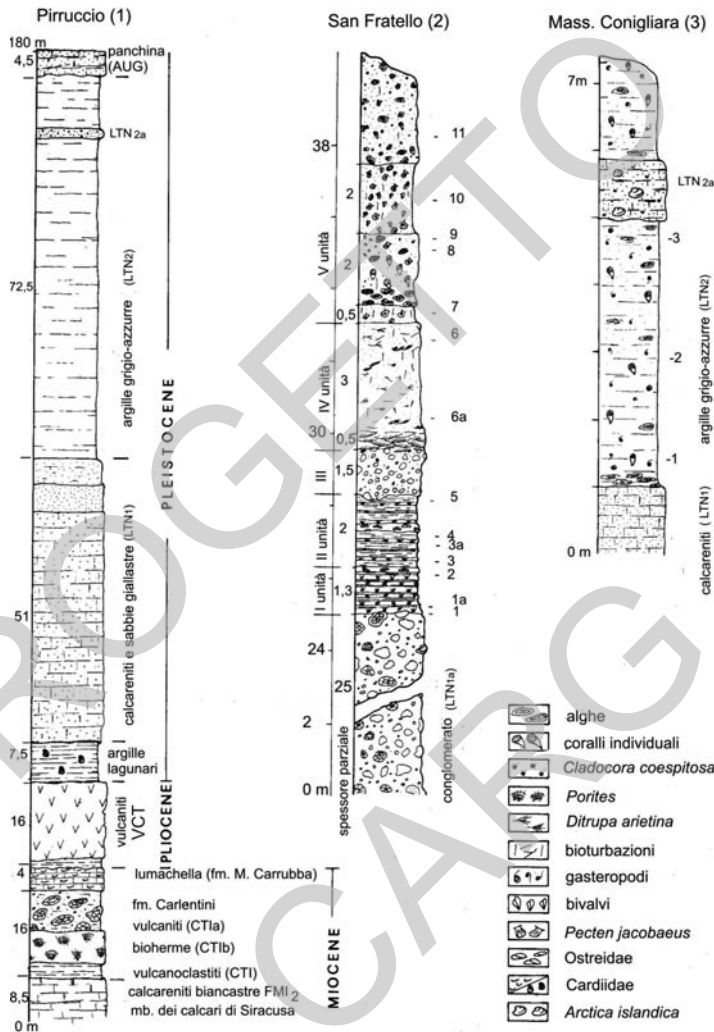 Pirruccio (1)
180 m
4,5
panchina
(AUG)
LTN 2a
72,5
argille grigio-azzurre (LTN2)
PLEISTOCENE
calcareniti e sabbie giallastre (LTN1)
51
7,5
argille
lagunari
16
vulcaniti
VCT
PLIOCENE
4
lumachella (fm. M. Carrubba)
fm. Carlentini
vulcaniti (CTIa)
16
bioherme (CTIb)
vulcanoclastiti (CTI)
MIOCENE
calcareniti biancastre FMI 2
8,5
mb. dei calcari di Siracusa
0 m
San Fratello (2)
38
11
2
10
9
8
V unità
2
7
0,5
6
3
IV unità
6a
30
0,5
III
1,5
5
2
II unità
4
3a
3
2
I unità
1,3
1a
1
24
25
2
conglomerato (LTN1a)
spessore parziale
0 m
Mass. Conigliara (3)
7m
LTN 2a
-3
argille grigio-azzurre (LTN2)
-2
-1
calcareniti (LTN1)
0 m
alghe
coralli individuali
Cladocora coespitosa
Porites
Ditrupa arietina
bioturbazioni
gasteropodi
bivalvi
Pecten jacobaeus
Ostreidae
Cardiidae
Arctica islandica
PROGETTO
CARG